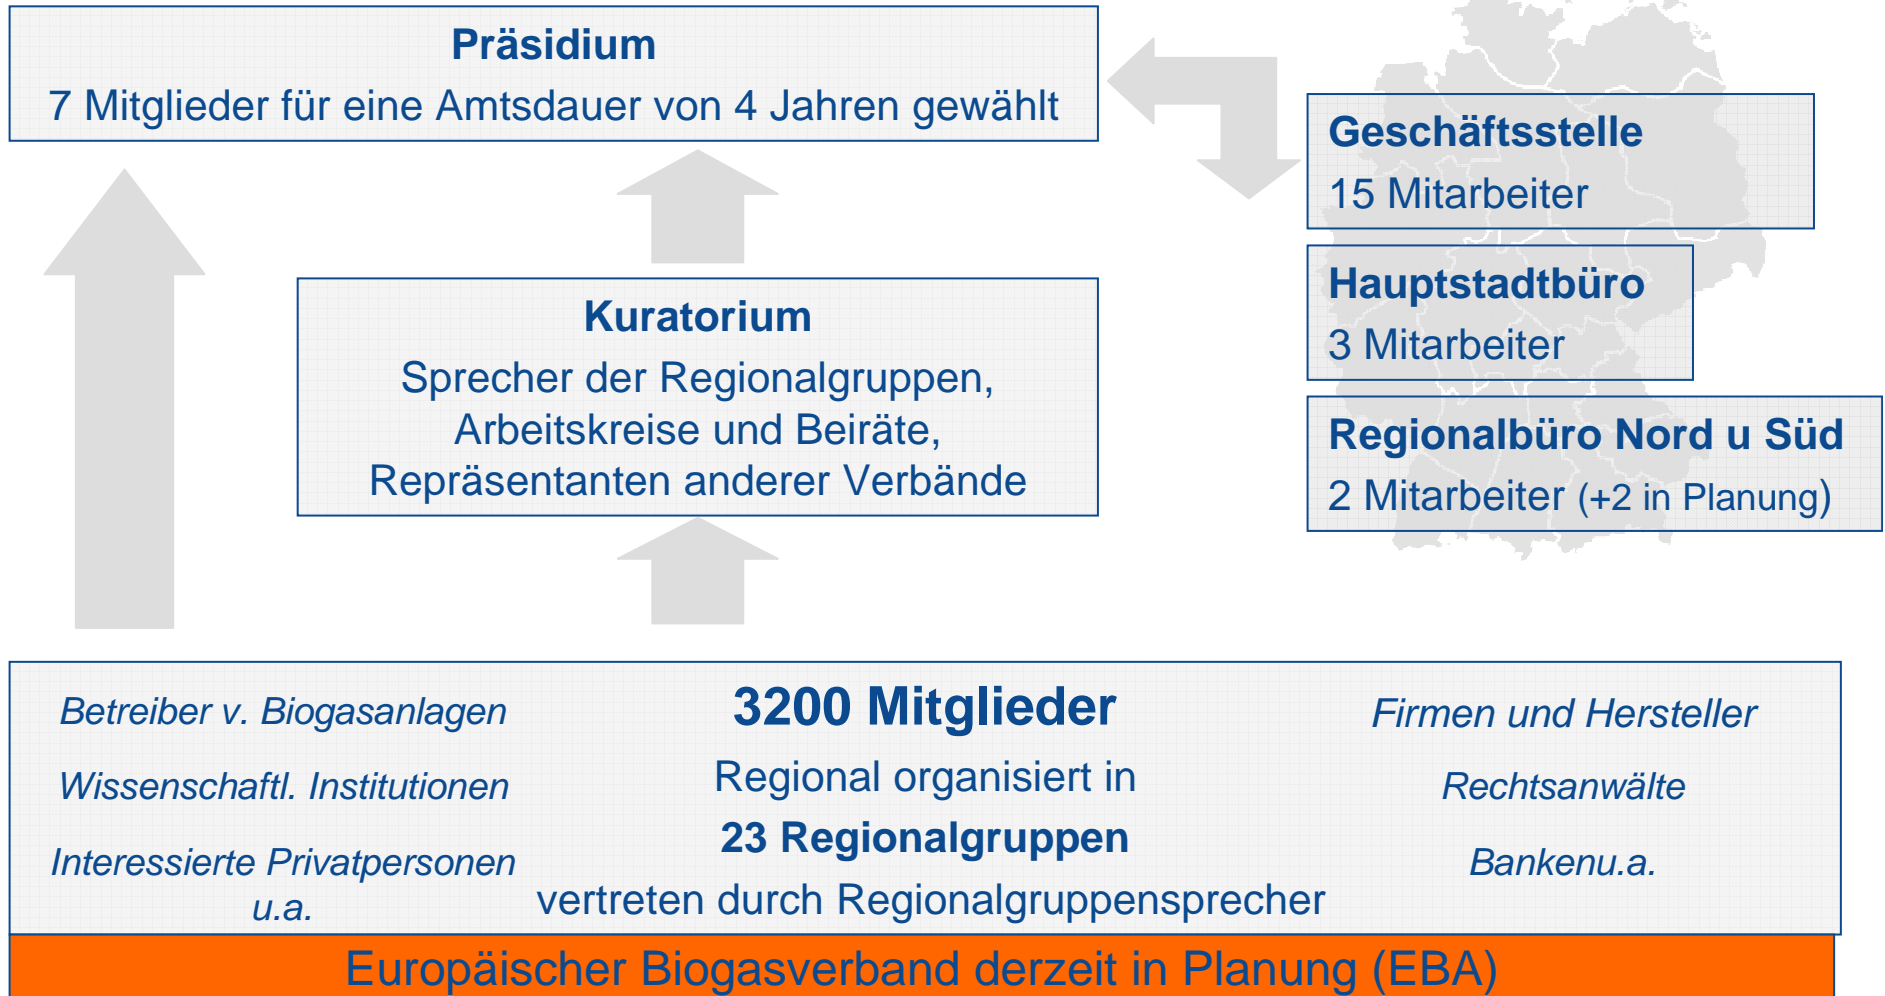 Präsidium
7 Mitglieder für eine Amtsdauer von 4 Jahren gewählt
Geschäftsstelle
15 Mitarbeiter
Hauptstadtbüro
3 Mitarbeiter
Regionalbüro Nord u Süd
2 Mitarbeiter (+2 in Planung)
Kuratorium
Sprecher der Regionalgruppen,
Arbeitskreise und Beiräte,
Repräsentanten anderer Verbände
Betreiber v. Biogasanlagen
Wissenschaftl. Institutionen
Interessierte Privatpersonen
u.a.
3200 Mitglieder
Regional organisiert in
23 Regionalgruppen
vertreten durch Regionalgruppensprecher
Firmen und Hersteller
Rechtsanwälte
Bankenu.a.
Europäischer Biogasverband derzeit in Planung (EBA)